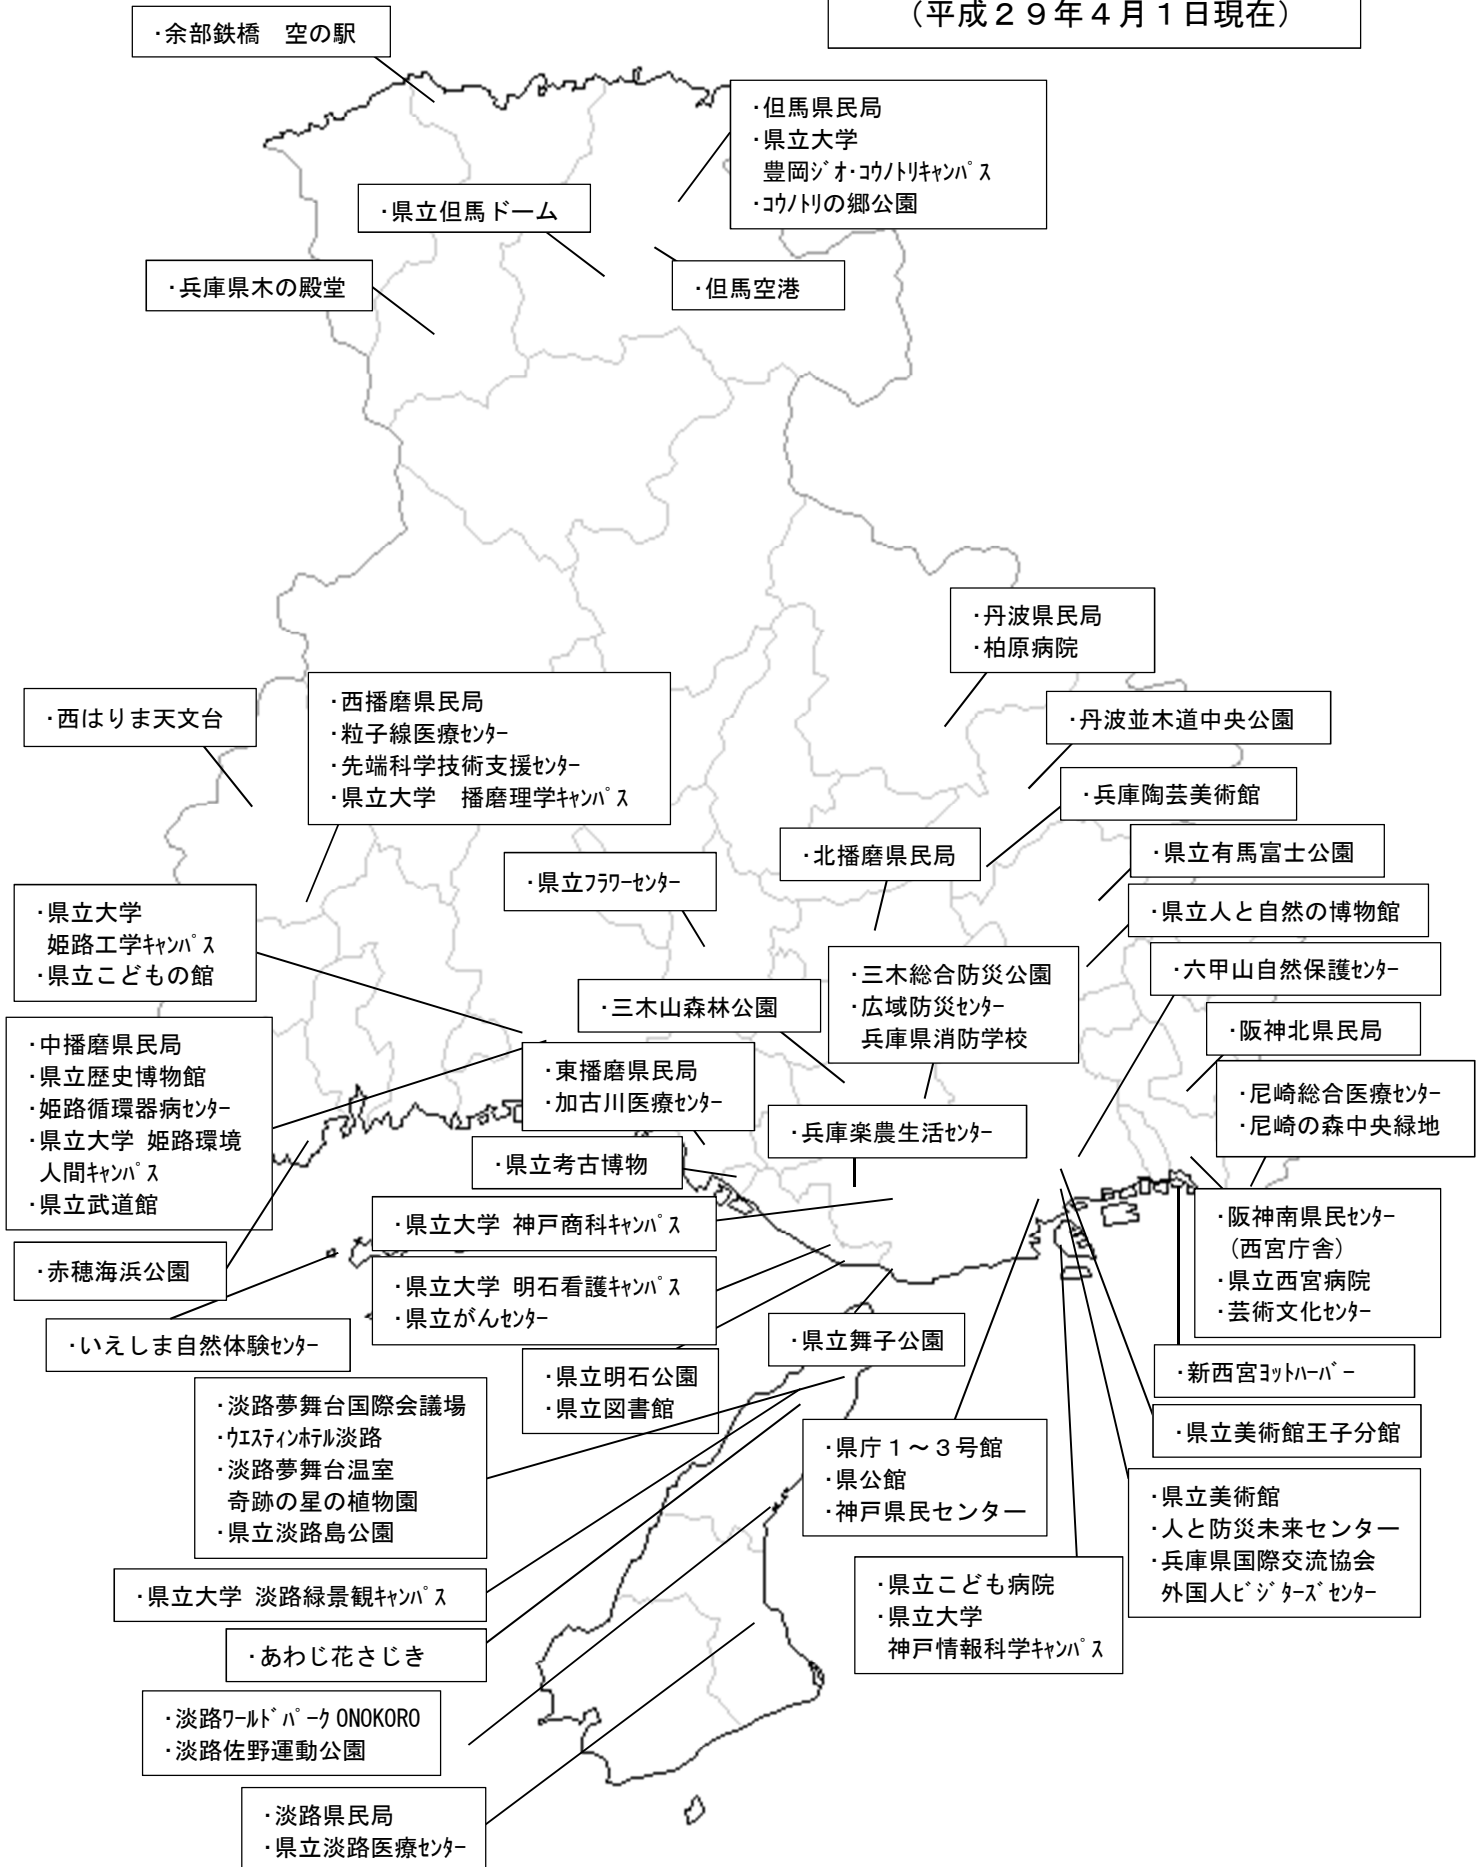 （平成２９年４月１日現在）
・余部鉄橋　空の駅
・但馬県民局
・県立大学
豊岡ｼﾞｵ・ｺｳﾉﾄﾘｷｬﾝﾊﾟｽ
・ｺｳﾉﾄﾘの郷公園
・県立但馬ドーム
・兵庫県木の殿堂
・但馬空港
・丹波県民局
・柏原病院
・西はりま天文台
・西播磨県民局
・粒子線医療ｾﾝﾀｰ
・先端科学技術支援ｾﾝﾀｰ
・県立大学　播磨理学ｷｬﾝﾊﾟｽ
・丹波並木道中央公園
・兵庫陶芸美術館
・北播磨県民局
・県立有馬富士公園
・県立ﾌﾗﾜｰｾﾝﾀｰ
・県立大学
姫路工学ｷｬﾝﾊﾟｽ
・県立こどもの館
・県立人と自然の博物館
・六甲山自然保護ｾﾝﾀｰ
・三木総合防災公園
・広域防災ｾﾝﾀｰ
兵庫県消防学校
・三木山森林公園
・阪神北県民局
・中播磨県民局
・県立歴史博物館
・姫路循環器病ｾﾝﾀｰ
・県立大学 姫路環境
人間ｷｬﾝﾊﾟｽ
・県立武道館
・東播磨県民局
・加古川医療ｾﾝﾀｰ
・尼崎総合医療ｾﾝﾀｰ
・尼崎の森中央緑地
・兵庫楽農生活ｾﾝﾀｰ
・県立考古博物
・県立大学 神戸商科ｷｬﾝﾊﾟｽ
・阪神南県民ｾﾝﾀｰ
（西宮庁舎）
・県立西宮病院
・芸術文化ｾﾝﾀｰ
・赤穂海浜公園
・県立大学 明石看護ｷｬﾝﾊﾟｽ
・県立がんｾﾝﾀｰ
・いえしま自然体験ｾﾝﾀｰ
・県立舞子公園
・県立明石公園
・県立図書館
・新西宮ﾖｯﾄﾊｰﾊﾞｰ
・淡路夢舞台国際会議場
・ｳｴｽﾃｨﾝﾎﾃﾙ淡路
・淡路夢舞台温室
奇跡の星の植物園
・県立淡路島公園
・県立美術館王子分館
・県庁１～３号館
・県公館
・神戸県民センター
・県立美術館
・人と防災未来センター
・兵庫県国際交流協会
外国人ﾋﾞｼﾞﾀｰｽﾞｾﾝﾀｰ
・県立大学 淡路緑景観ｷｬﾝﾊﾟｽ
・県立こども病院
・県立大学
神戸情報科学ｷｬﾝﾊﾟｽ
・あわじ花さじき
・淡路ﾜｰﾙﾄﾞﾊﾟｰｸ ONOKORO
・淡路佐野運動公園
・淡路県民局
・県立淡路医療ｾﾝﾀｰ